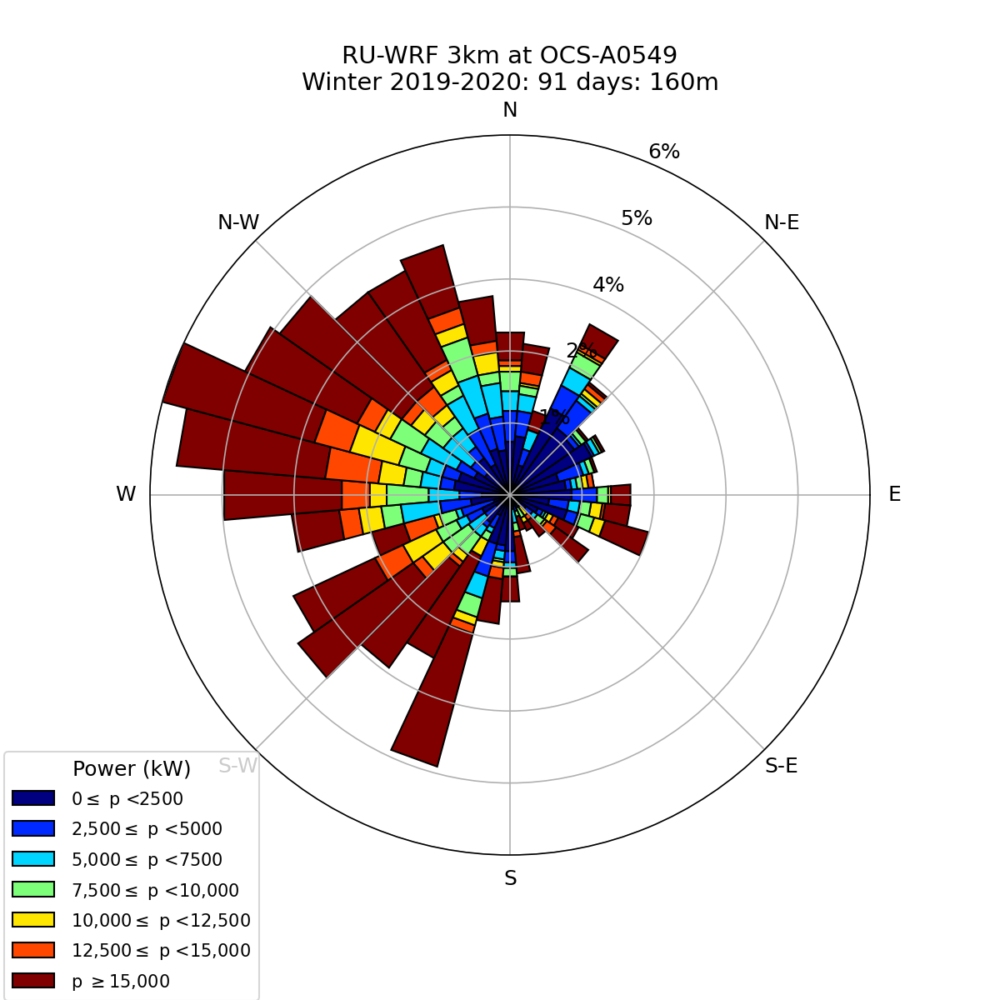 RU-WRF 3km at OCS-A0549
Winter 2019-2020: 91 days: 160m
N
6%
N-W
5%
N-E
4%
2%
1%
W
E
S-W
S-E
S
Power (kW)
0≤ p <2500
2,500≤ p <5000
5,000≤ p <7500
7,500≤ p <10,000
10,000≤ p <12,500
12,500≤ p <15,000
p ≥15,000